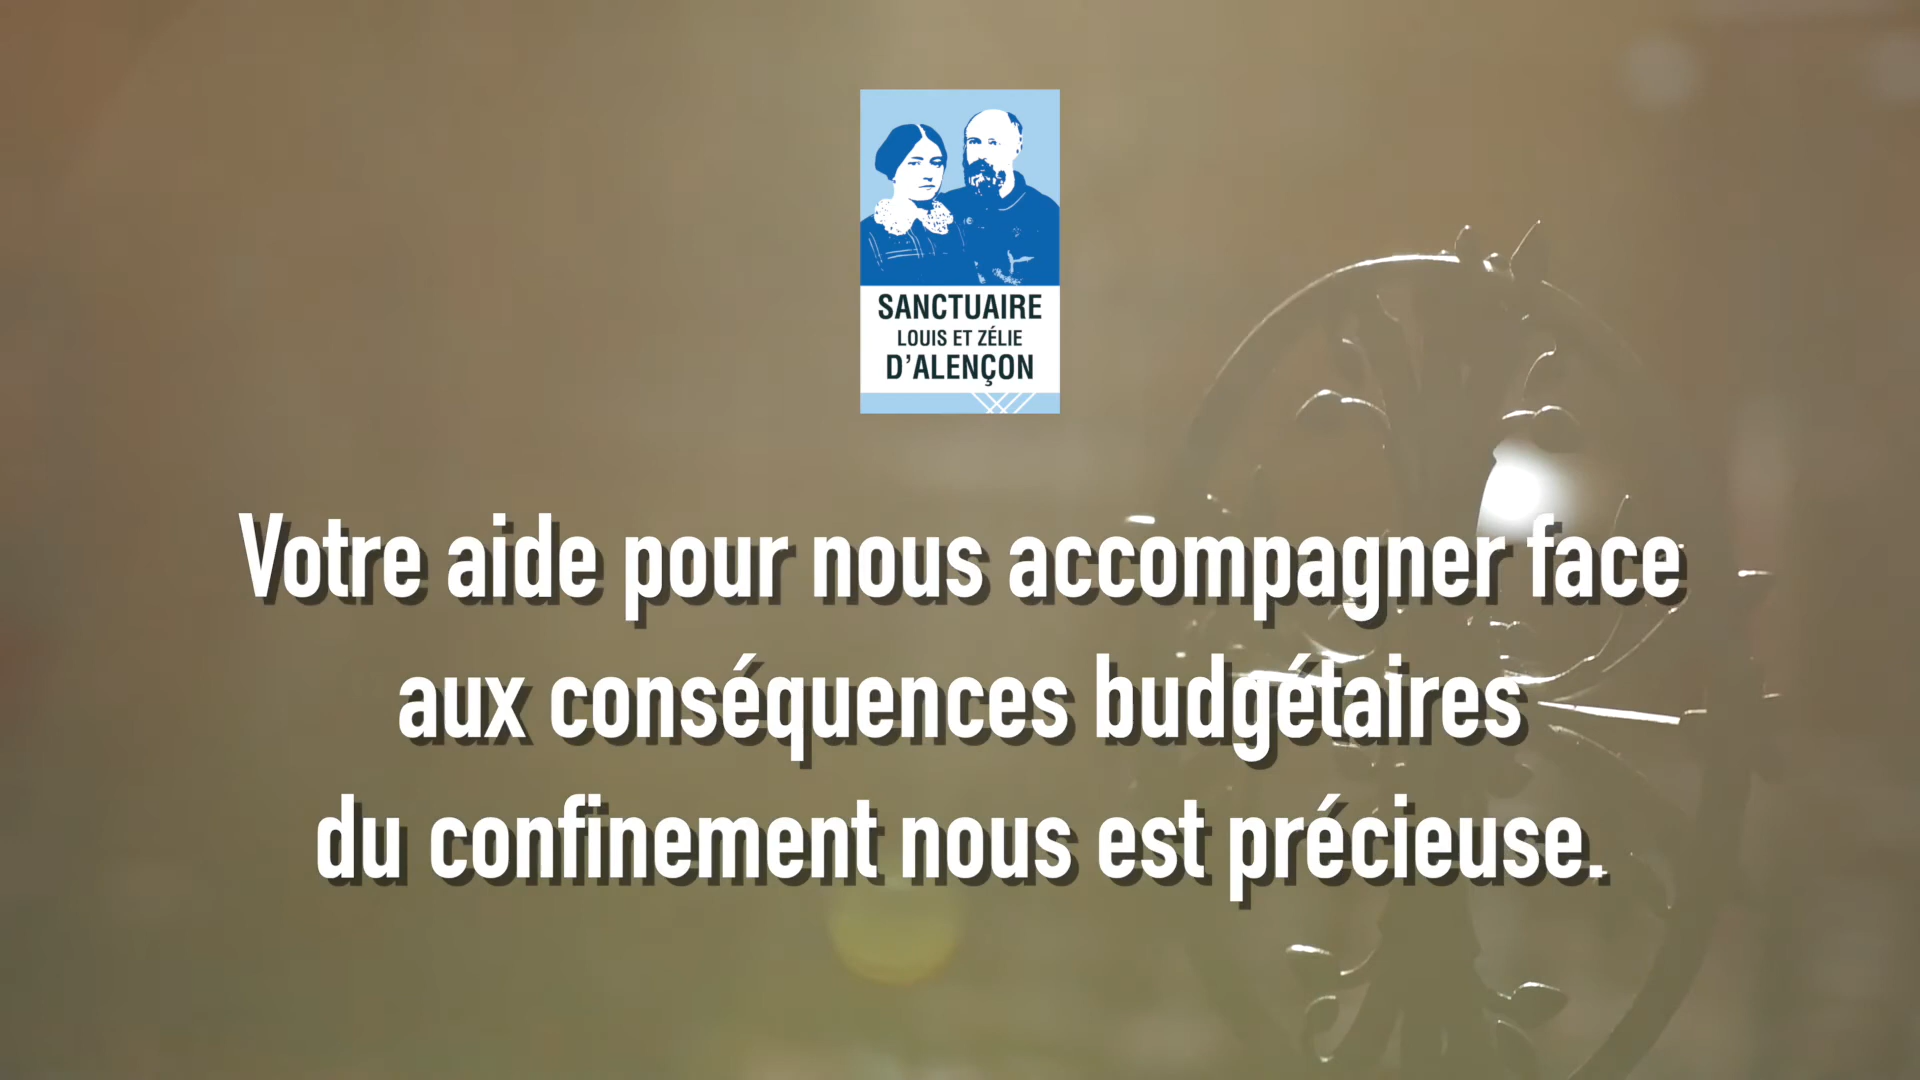 SANCTUAIRE
LOUIS ET ZÉLIE
D'ALENÇON
Votre aide pour nous accompagner face
aux conséquences budgétaires
du confinement nous est précieuse.